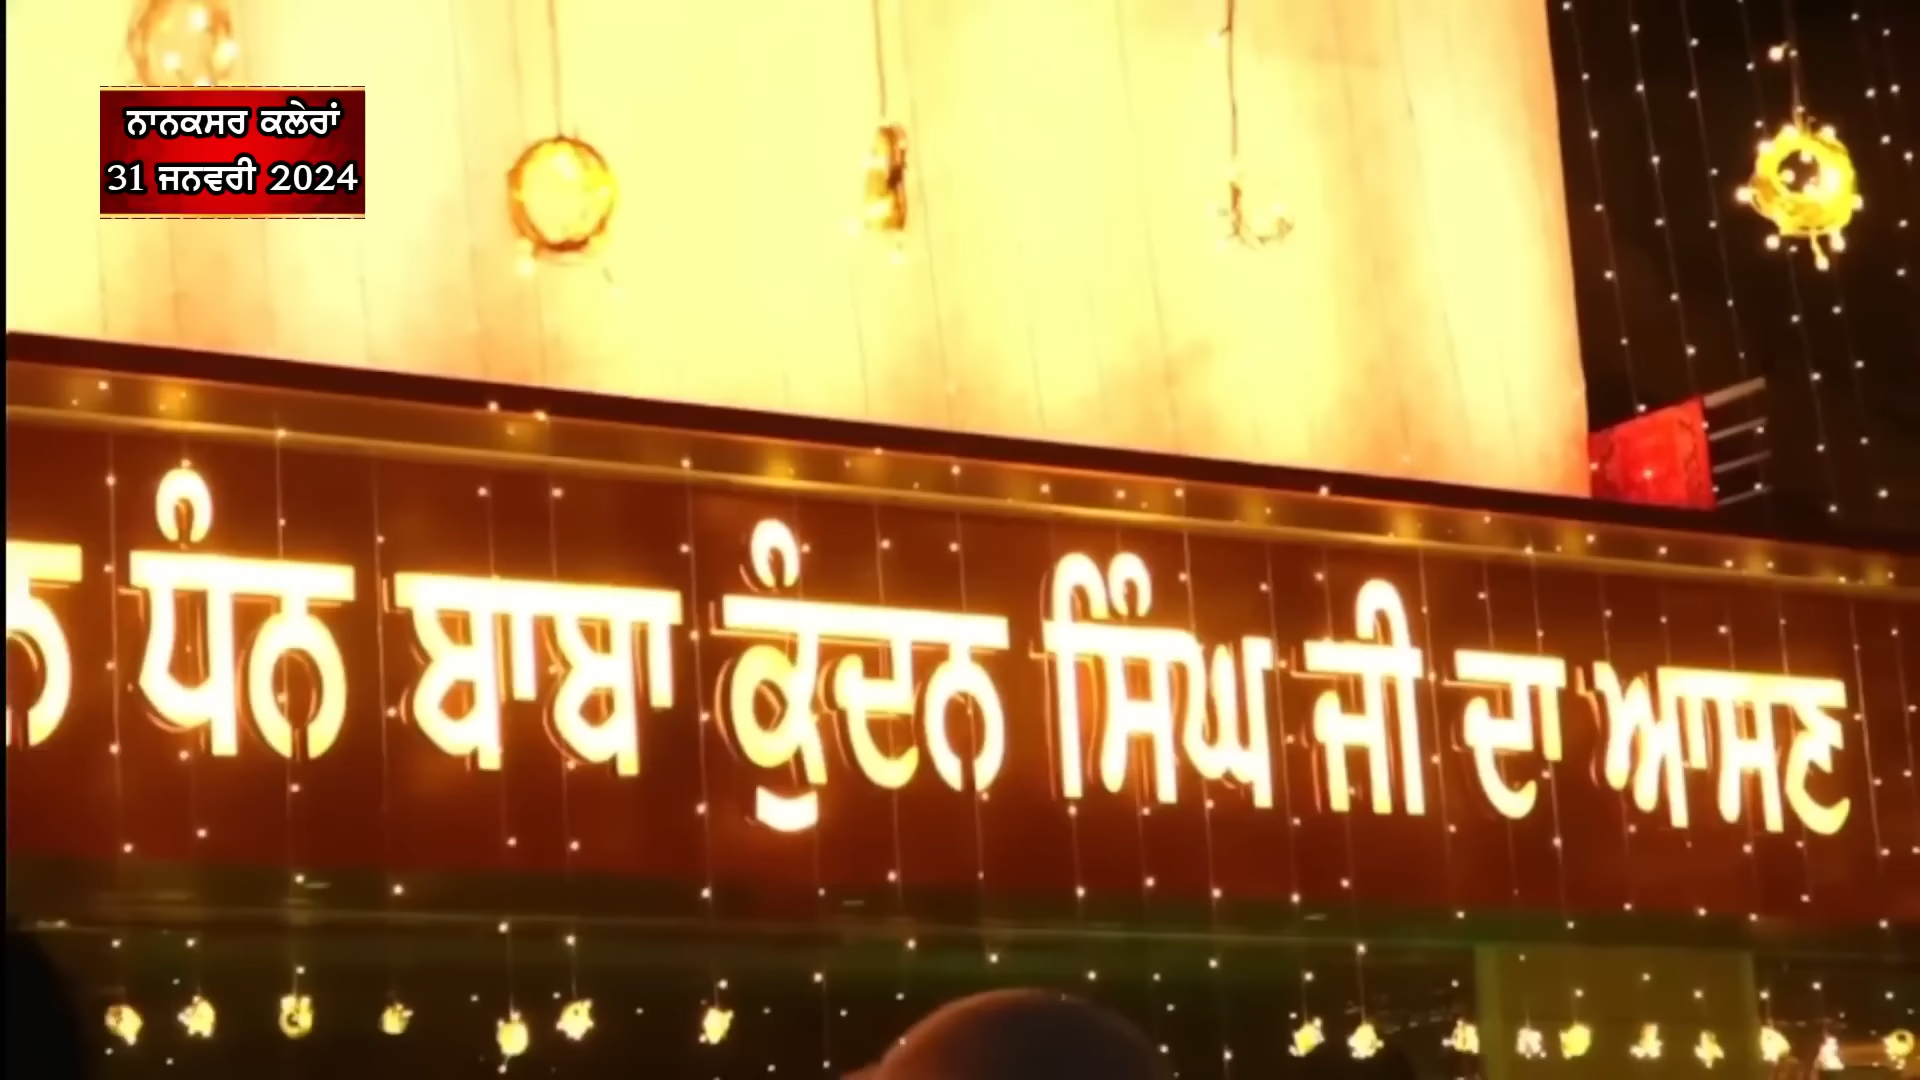 ਨਾਨਕਸਰ ਕਲੇਰਾਂ
31 ਜਨਵਰੀ 2024
ਨ ਧੰਨ ਬਾਬਾ ਕੁੰਦਨ ਸਿੰਘ ਜੀ ਦਾ ਆਸਣ